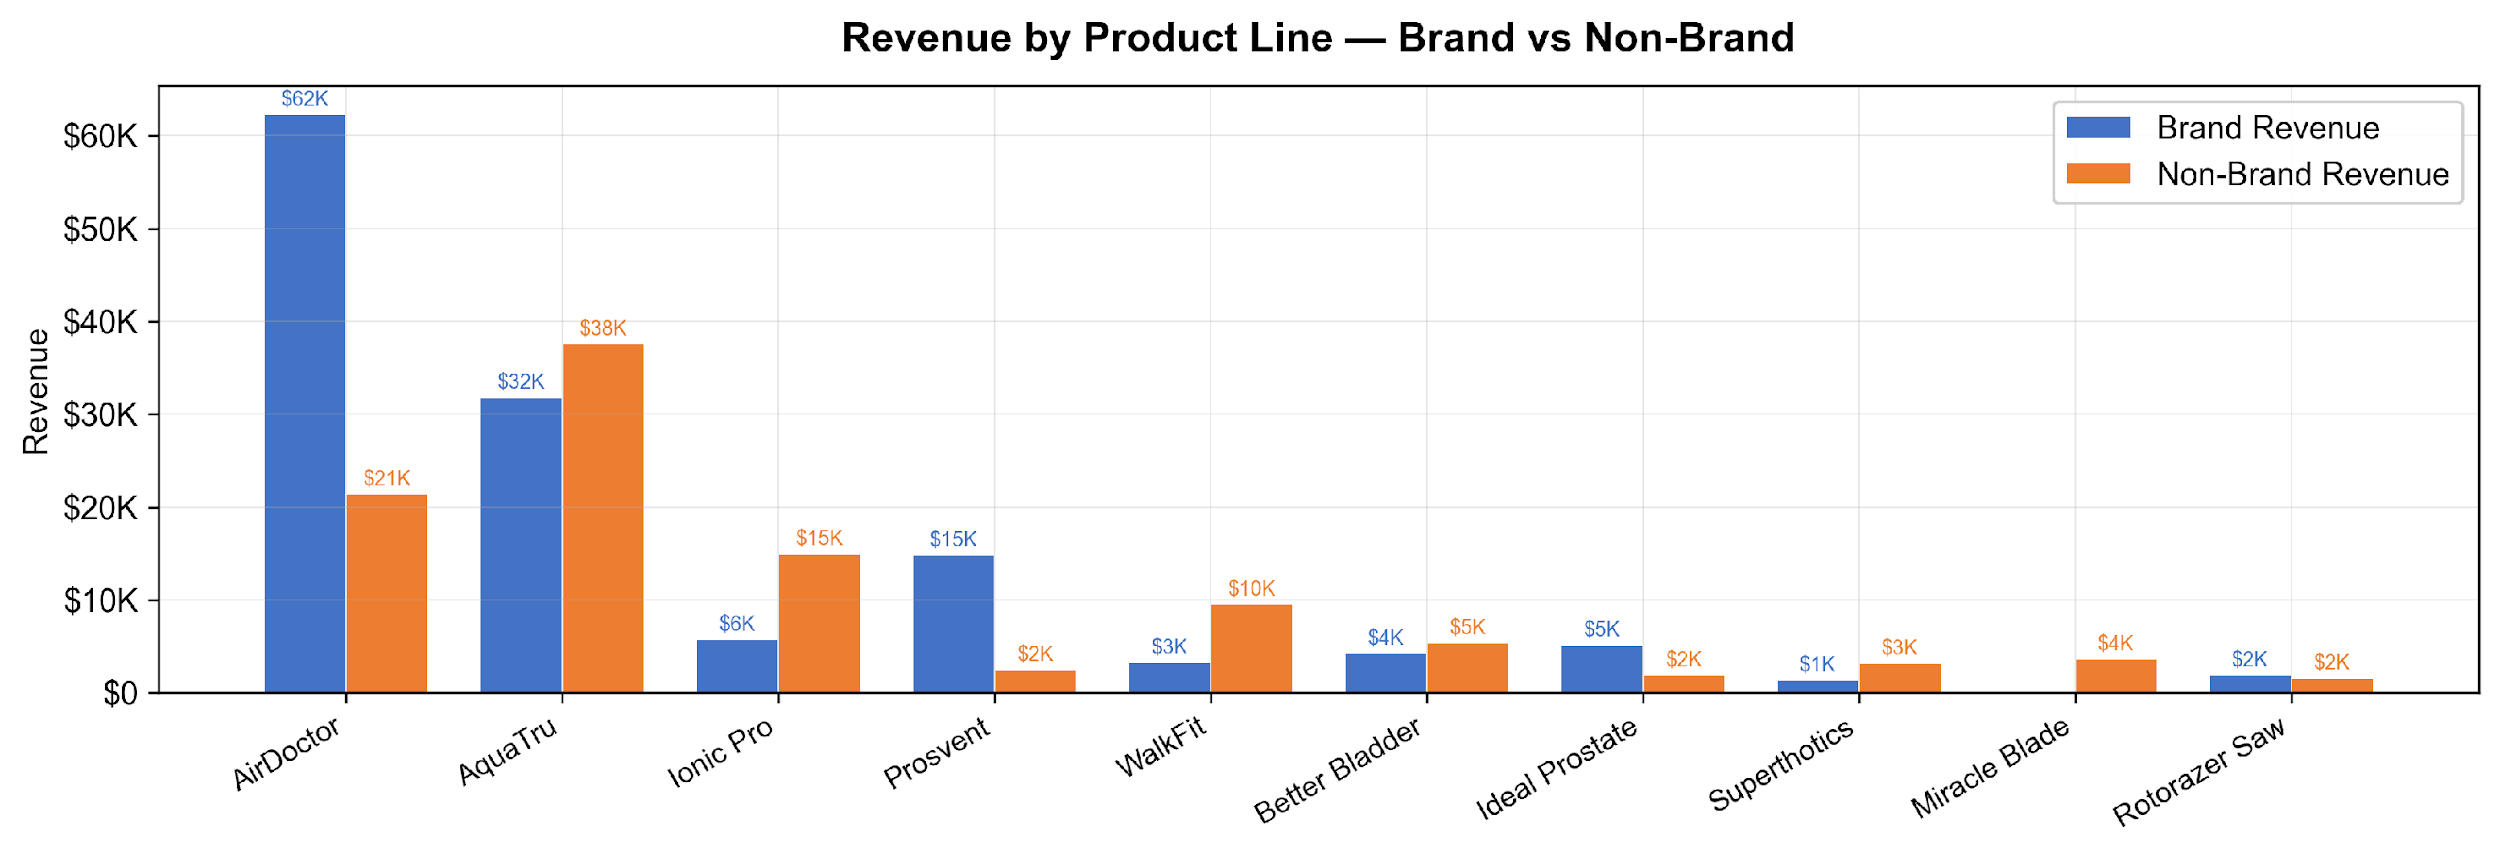 Revenue by Product Line — Brand vs Non-Brand
Brand Revenue
Non-Brand Revenue
Revenue
$60K
$50K
$40K
$30K
$20K
$10K
$0
$62K
$21K
$32K
$38K
$6K
$15K
$15K
$2K
$3K
$10K
$4K
$5K
$5K
$2K
$1K
$3K
$4K
$2K
$2K
AirDoctor
AquaTru
Ionic Pro
Prosvent
WalkFit
Better Bladder
Ideal Prostate
Superthotics
Miracle Blade
Rotorazer Saw